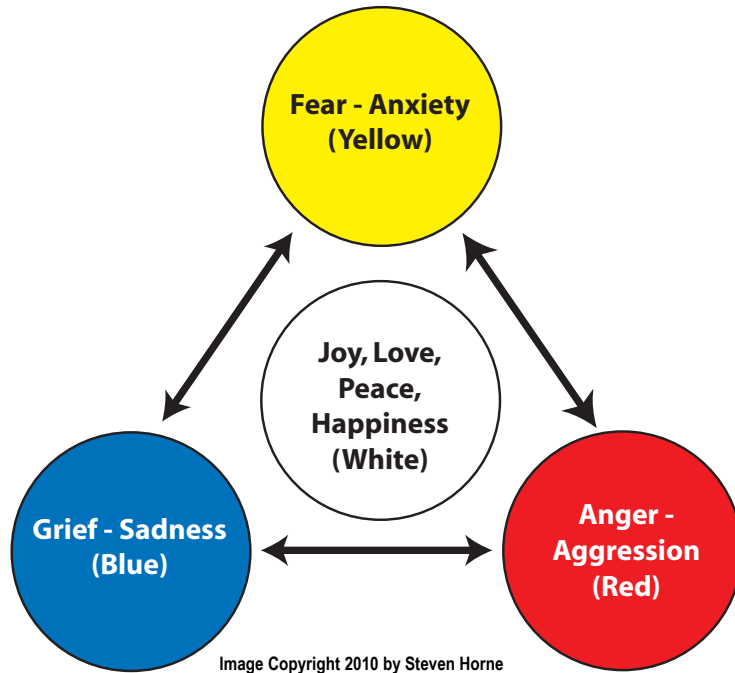 Fear - Anxiety
(Yellow)
Joy, Love,
Peace,
Happiness
(White)
Grief - Sadness
(Blue)
Anger -
Aggression
(Red)
Image Copyright 2010 by Steven Horne